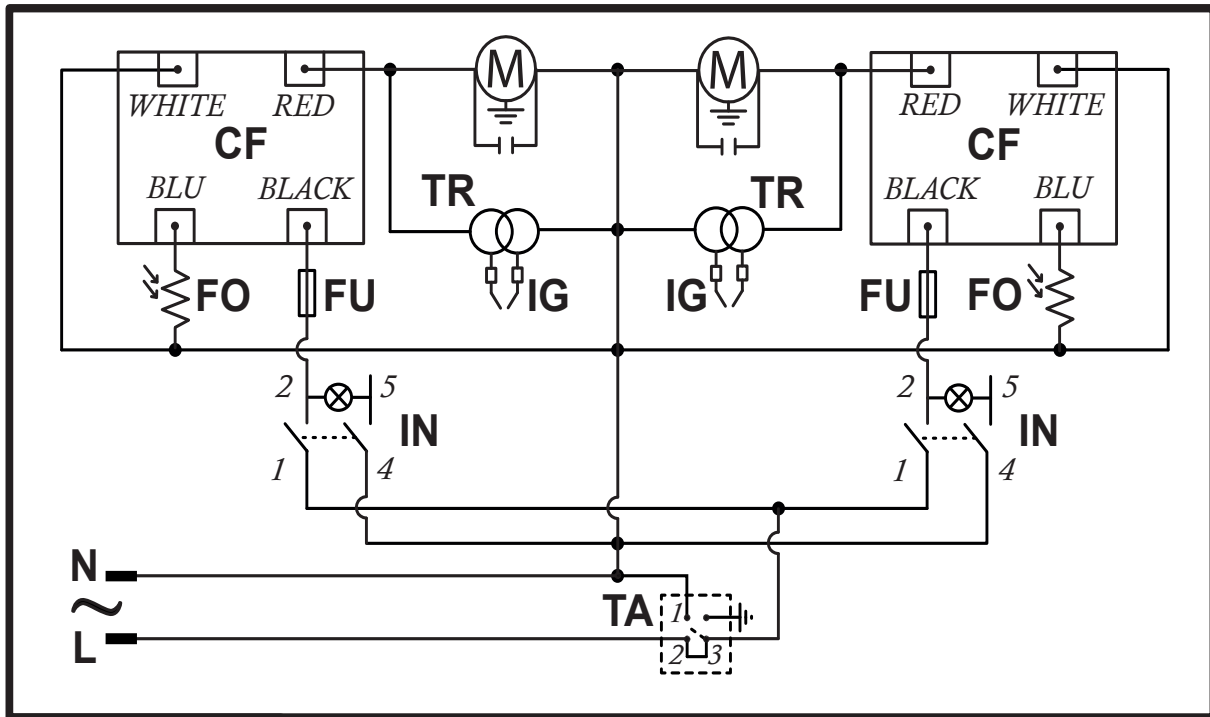 M M
WHITE RED RED WHITE
CF CF
BLU BLACK TR TR BLACK BLU
FO FU IG IG FU FO
2 5 2 5
IN IN
1 4 1 4
N
TA 1
L
2 3